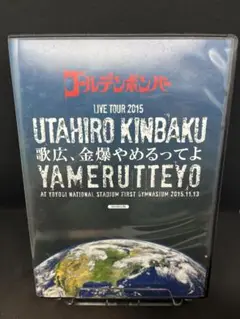 ゴールデンボンバー
LIVE TOUR 2015
UTAHIRO KINBAKU
歌広、金爆やめるってよ
YAMERUTTEYO
AT YOYOGI NATIONAL STADIUM FIRST GYMNASIUM 2015.11.13